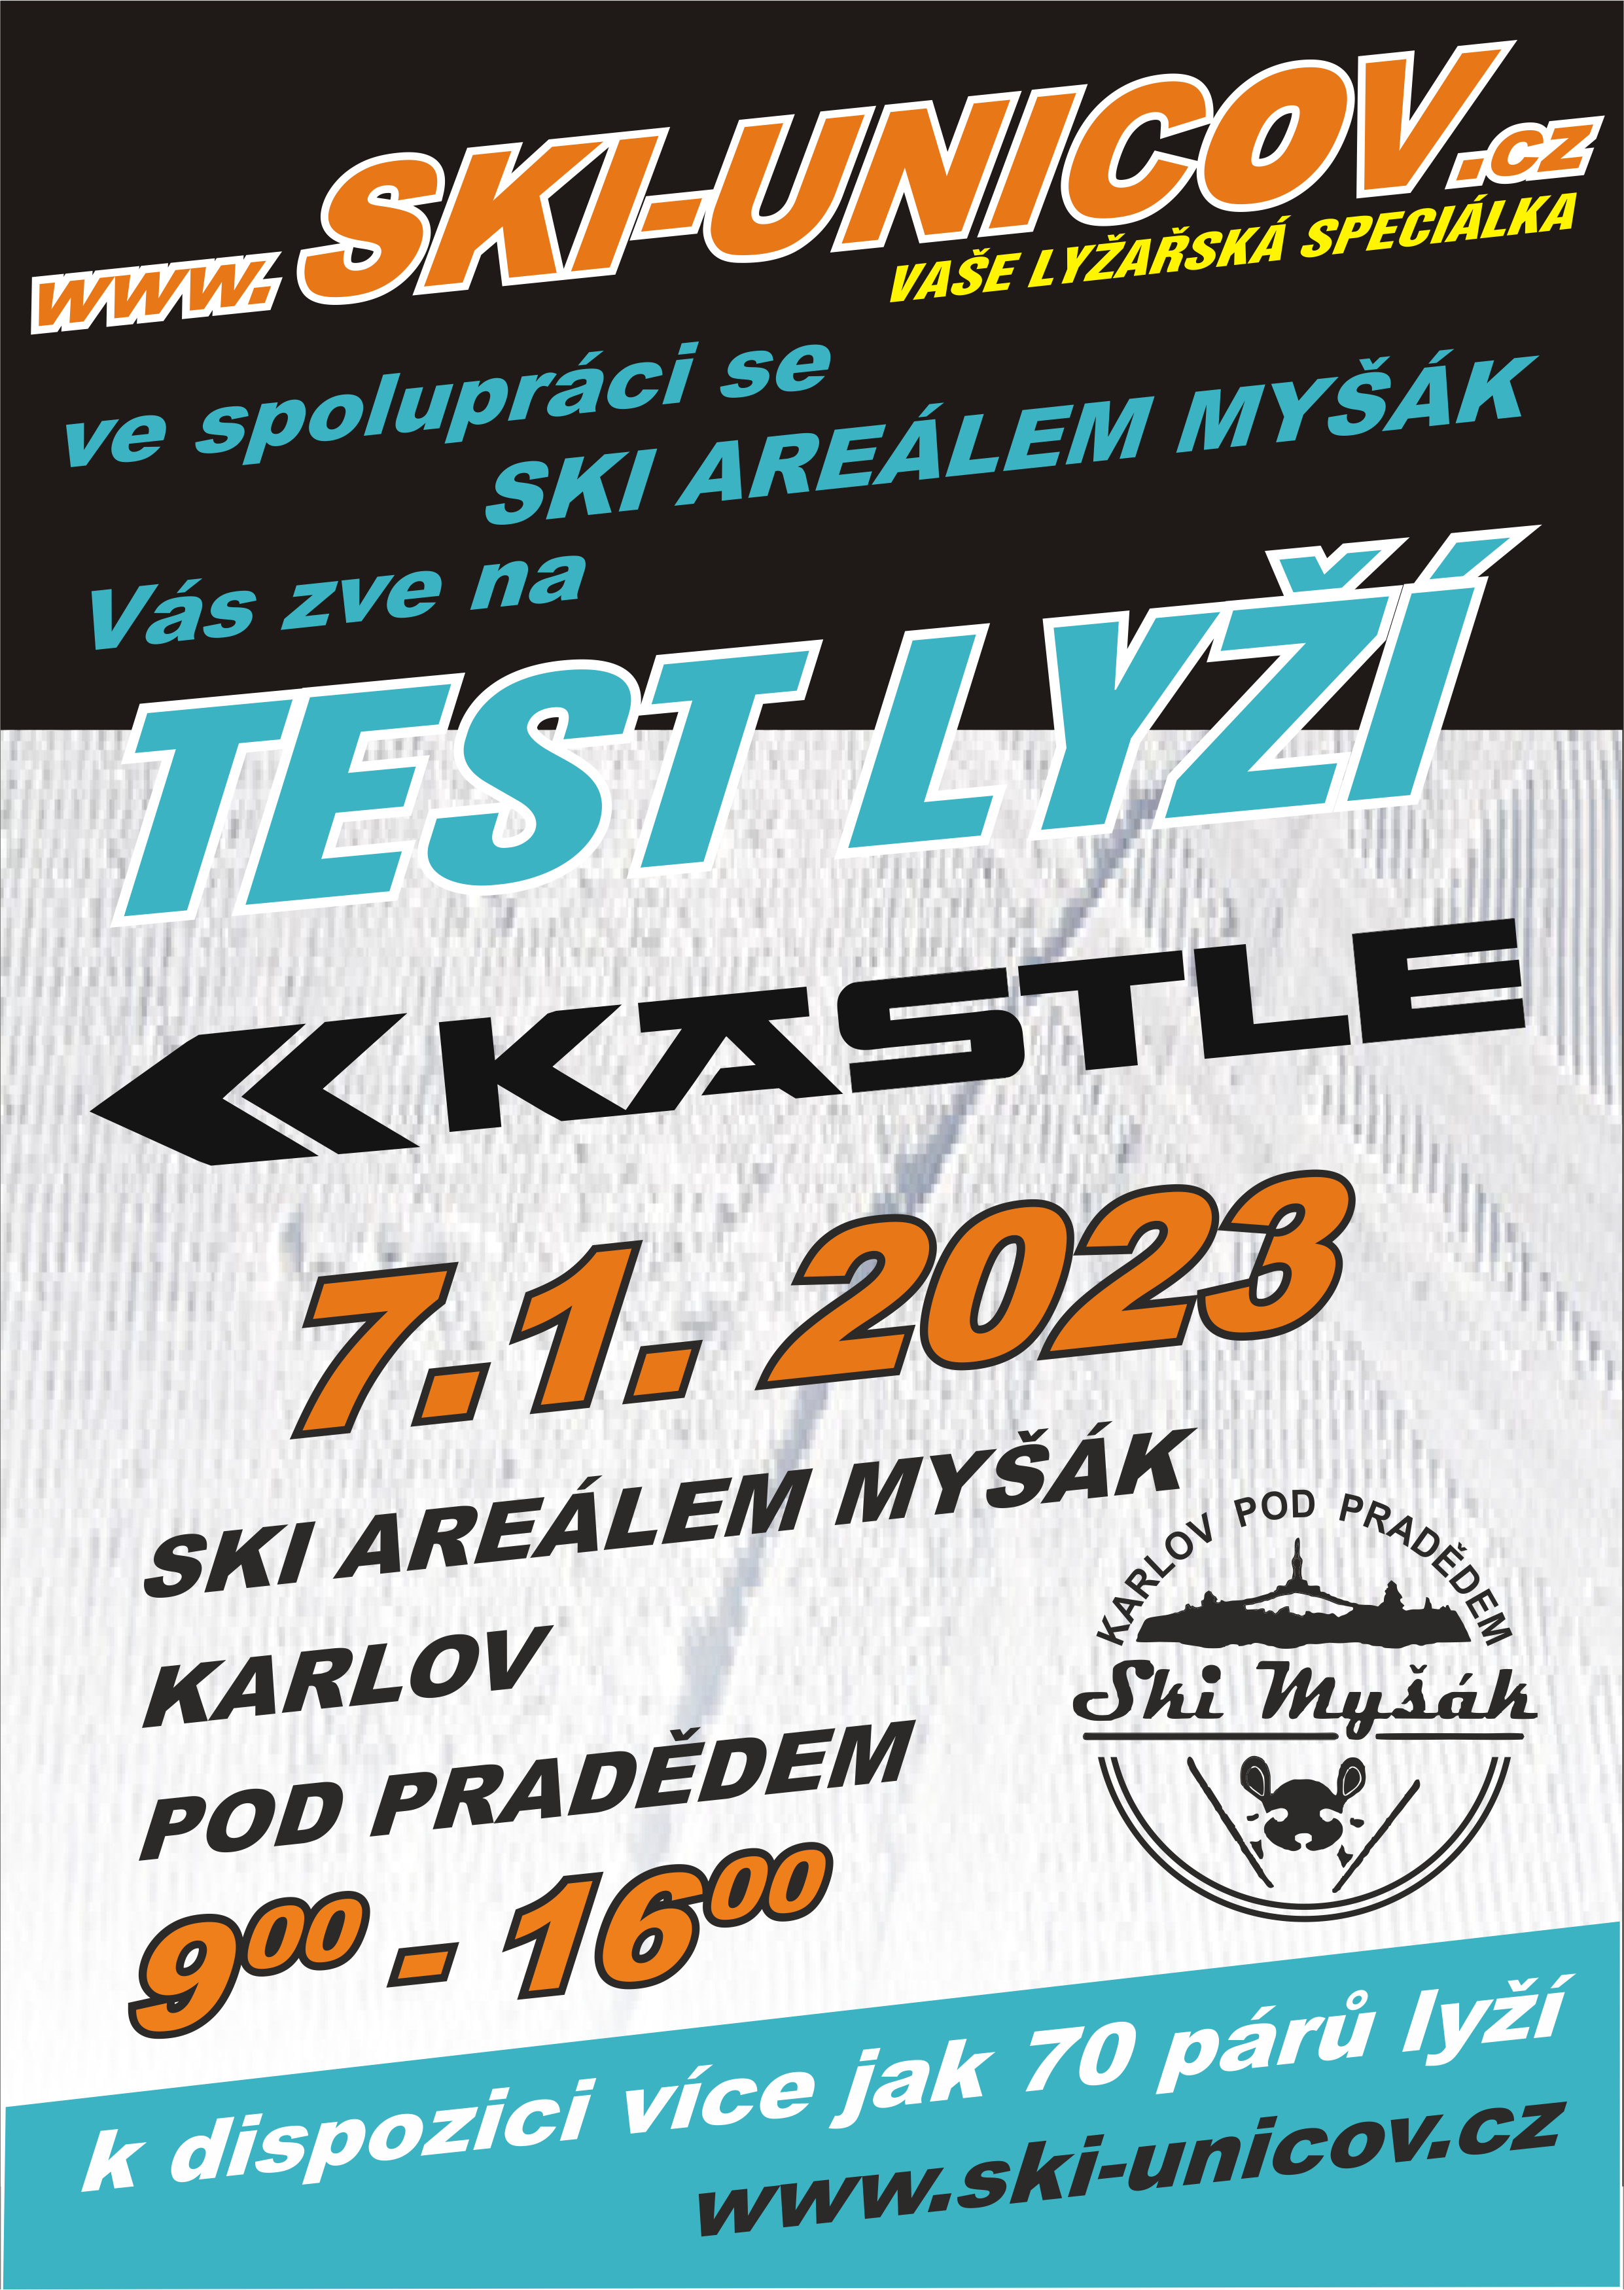 www.SKI-UNICOV.cz
VAŠE LYŽAŘSKÁ SPECIÁLKA
ve spolupráci se
SKI AREÁLEM MYŠÁK
Vás zve na
TEST LYŽÍ
KASTLE
7.1. 2023
SKI AREÁLEM MYŠÁK
KARLOV
POD PRADĚDEM
9⁰⁰ - 16⁰⁰
KARLOV POD PRADĚDEM
Ski Myšák
k dispozici více jak 70 párů lyží
www.ski-unicov.cz